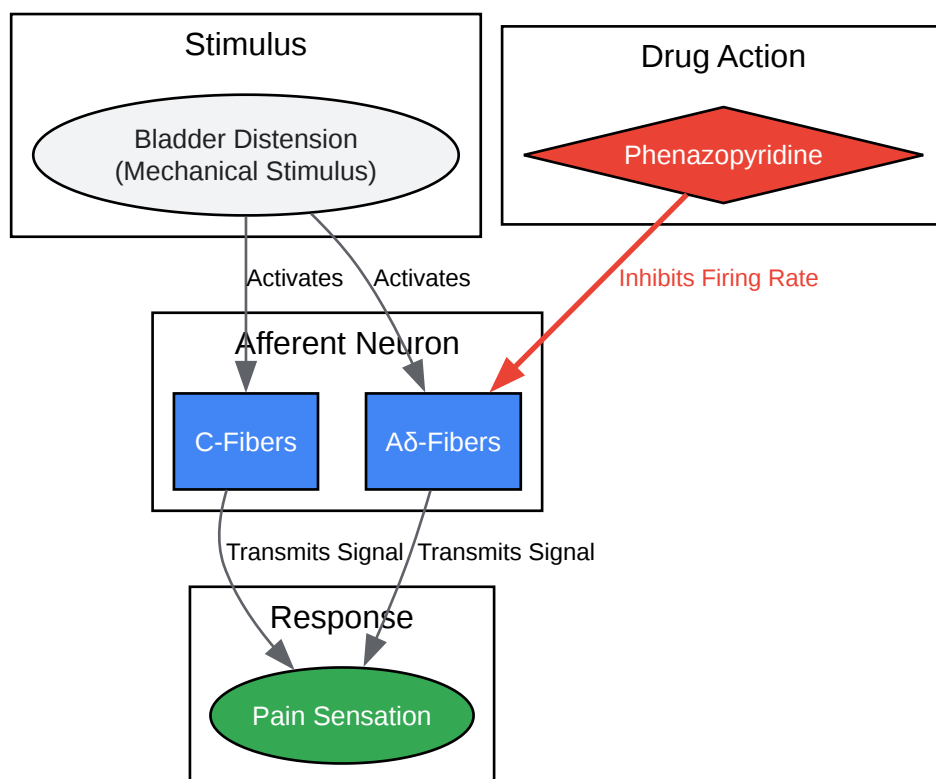 Stimulus
Bladder Distension
(Mechanical Stimulus)
Drug Action
Phenazopyridine
Activates
Activates
Inhibits Firing Rate
Afferent Neuron
C-Fibers
Aδ-Fibers
Transmits Signal
Transmits Signal
Response
Pain Sensation